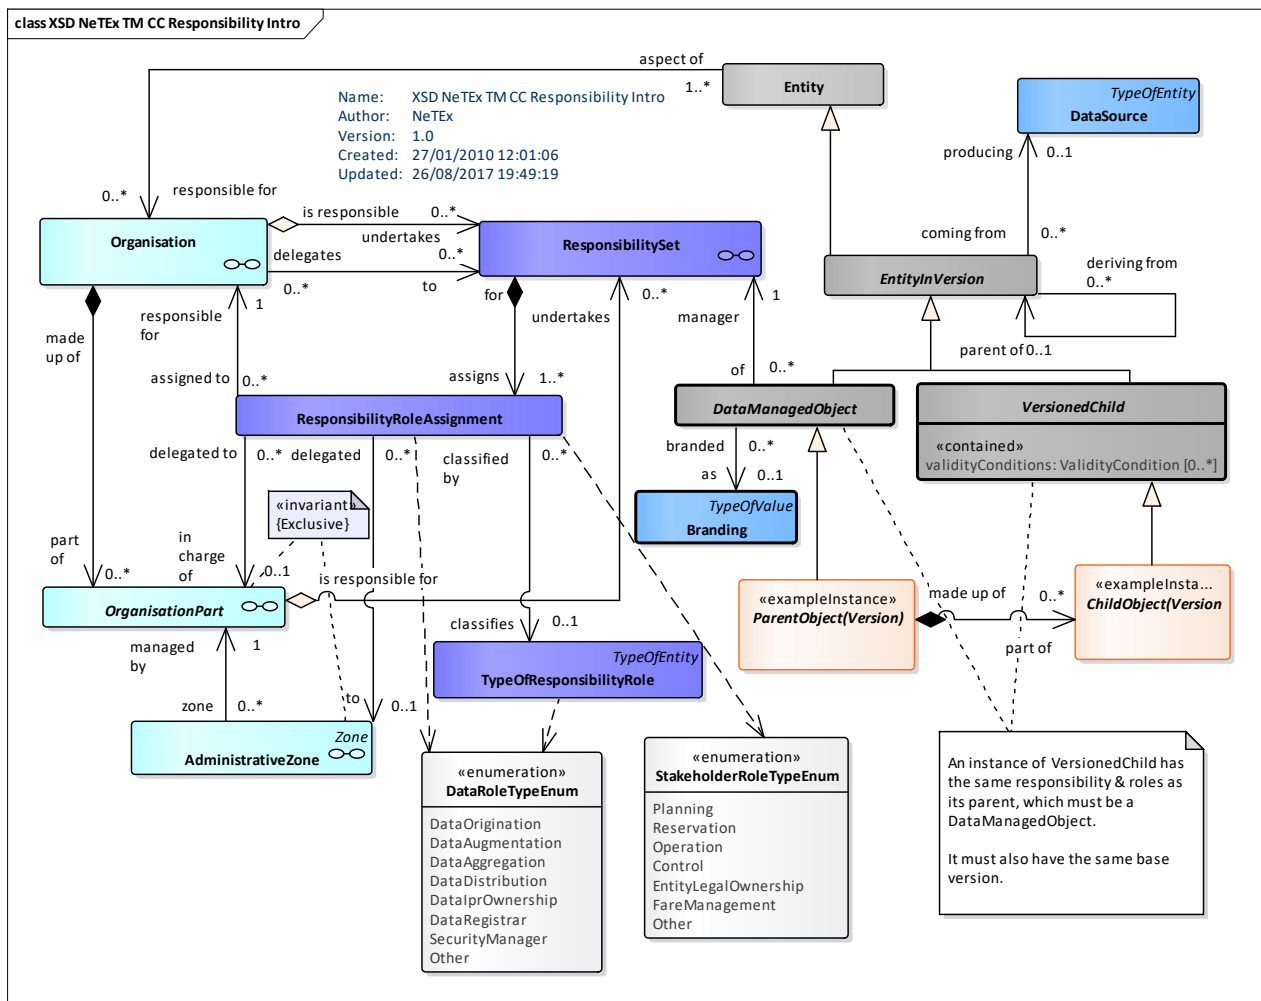 class XSD NeTEx TM CC Responsibility Intro
Name: XSD NeTEx TM CC Responsibility Intro
Author: NeTEx
Version: 1.0
Created: 27/01/2010 12:01:06
Updated: 26/08/2017 19:49:19
aspect of
1..*
Entity
TypeOfEntity
DataSource
producing
0..1
responsible for
0..*
is responsible
0..*
undertakes
Organisation
delegates
0..*
0..*
to
ResponsibilitySet
coming from
0..*
EntityInVersion
deriving from
0..*
parent of
0..1
made
up of
responsible
for
1
for
undertakes
0..*
manager
1
assigned to
0..*
assigns
1..*
of
0..*
ResponsibilityRoleAssignment
DataManagedObject
VersionedChild
«contained»
validityConditions: ValidityCondition [0..*]
delegated to
0..*
delegated
0..*
classified
by
0..*
branded
0..*
as
0..1
«invariant»
{Exclusive}
TypeOfValue
Branding
part
of
0..*
in
charge
of
0..1
is responsible for
OrganisationPart
«exampleInstance»
ParentObject(Version)
made up of
0..*
part of
«exampleInsta...
ChildObject(Version
managed
by
1
classifies
0..1
TypeOfEntity
TypeOfResponsibilityRole
zone
0..*
to
0..1
Zone
AdministrativeZone
«enumeration»
DataRoleTypeEnum
DataOrigination
DataAugmentation
DataAggregation
DataDistribution
DataIprOwnership
DataRegistrar
SecurityManager
Other
«enumeration»
StakeholderRoleTypeEnum
Planning
Reservation
Operation
Control
EntityLegalOwnership
FareManagement
Other
An instance of VersionedChild has
the same responsibility & roles as
its parent, which must be a
DataManagedObject.
It must also have the same base
version.